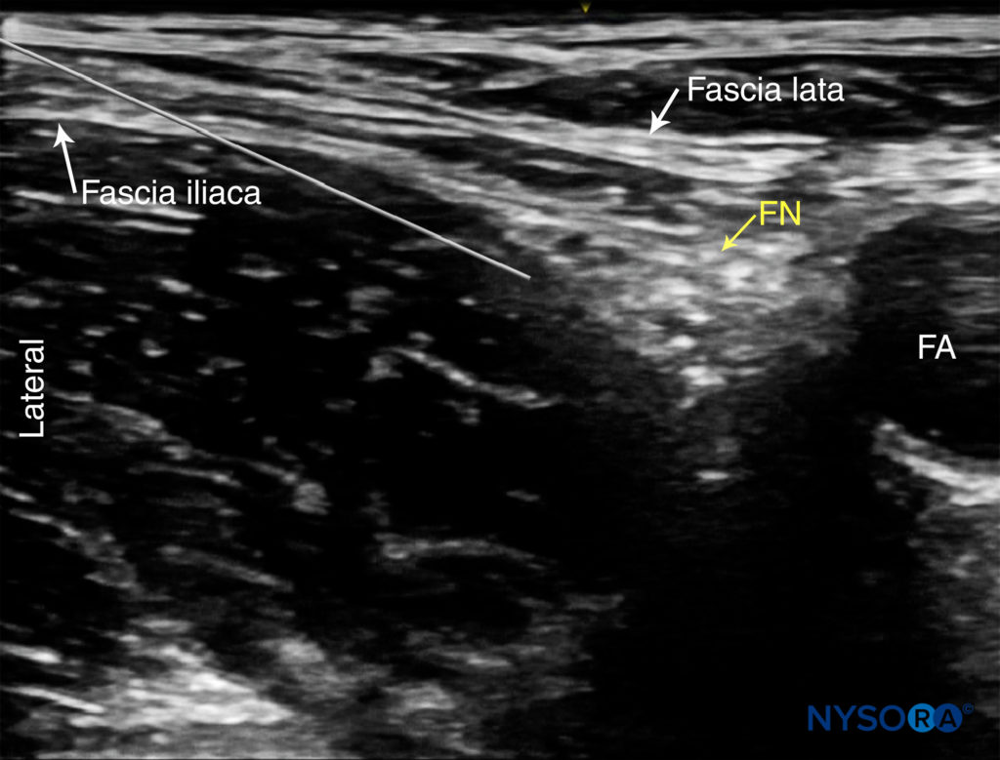 Fascia lata
Fascia iliaca
FN
Lateral
FA
NYSORA©